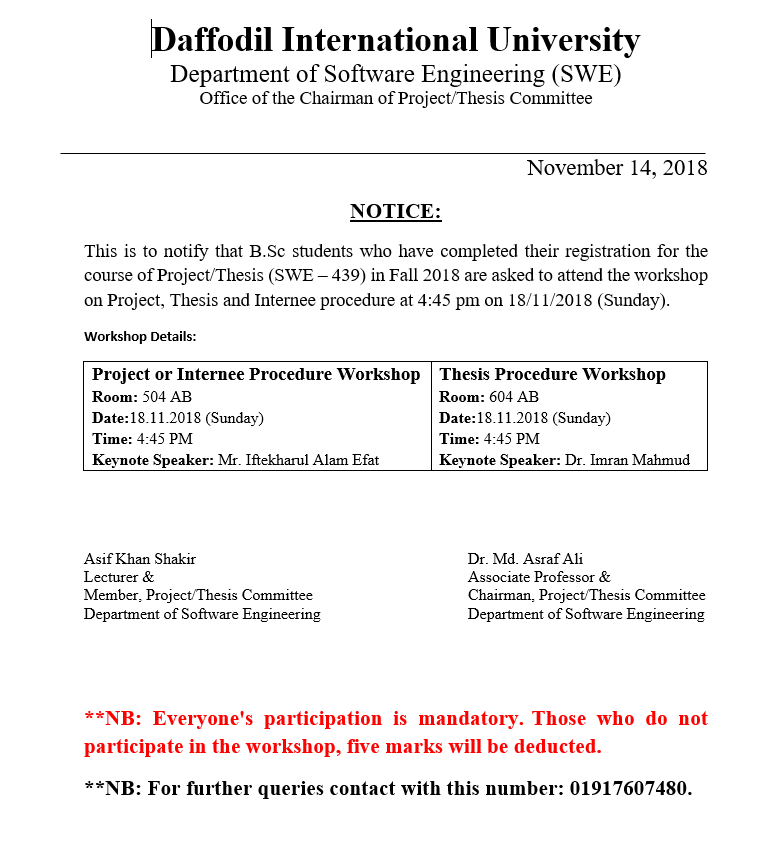 Daffodil International University
Department of Software Engineering (SWE)
Office of the Chairman of Project/Thesis Committee
November 14, 2018
NOTICE:
This is to notify that B.Sc students who have completed their registration for the
course of Project/Thesis (SWE – 439) in Fall 2018 are asked to attend the workshop
on Project, Thesis and Internee procedure at 4:45 pm on 18/11/2018 (Sunday).
Workshop Details:
Project or Internee Procedure Workshop
Room: 504 AB
Date:18.11.2018 (Sunday)
Time: 4:45 PM
Keynote Speaker: Mr. Iftekharul Alam Efat
Thesis Procedure Workshop
Room: 604 AB
Date:18.11.2018 (Sunday)
Time: 4:45 PM
Keynote Speaker: Dr. Imran Mahmud
Asif Khan Shakir
Lecturer &
Member, Project/Thesis Committee
Department of Software Engineering
Dr. Md. Asraf Ali
Associate Professor &
Chairman, Project/Thesis Committee
Department of Software Engineering
**NB: Everyone's participation is mandatory. Those who do not
participate in the workshop, five marks will be deducted.
**NB: For further queries contact with this number: 01917607480.